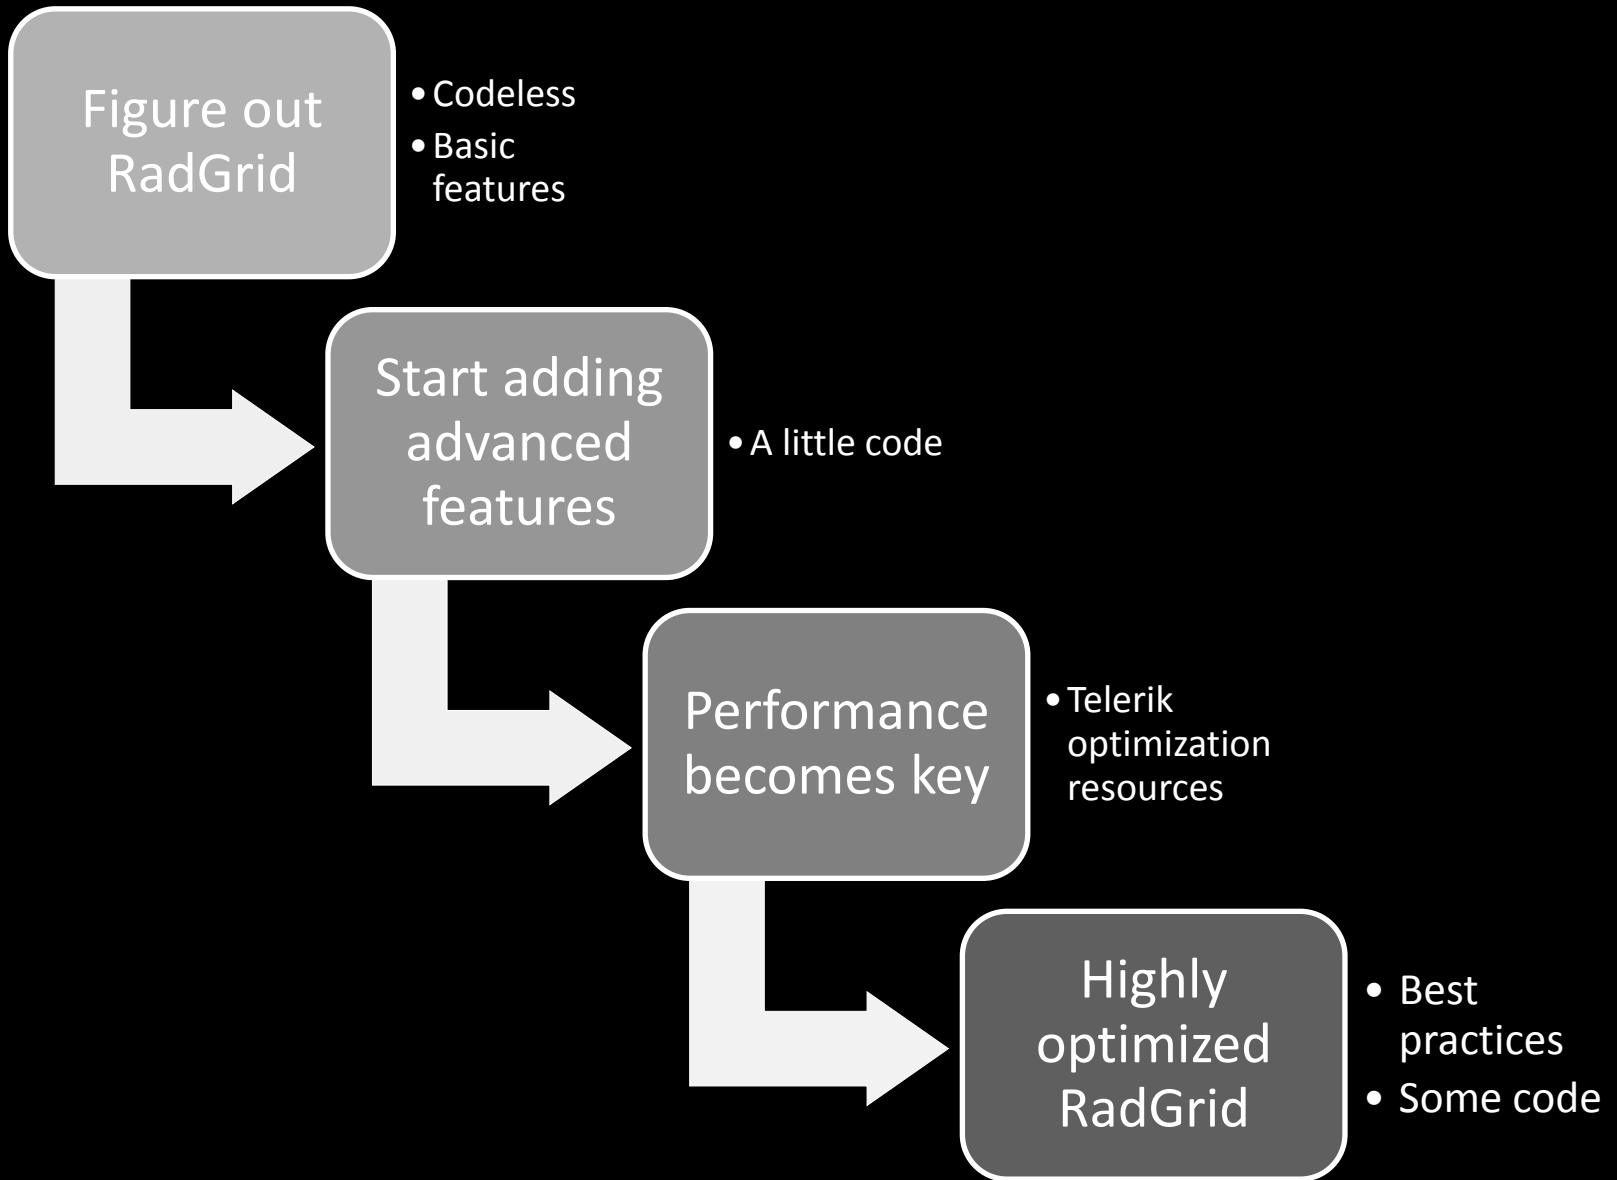 Figure out
RadGrid
• Codeless
• Basic
features
Start adding
advanced
features
• A little code
Performance
becomes key
• Telerik
optimization
resources
Highly
optimized
RadGrid
• Best
practices
• Some code